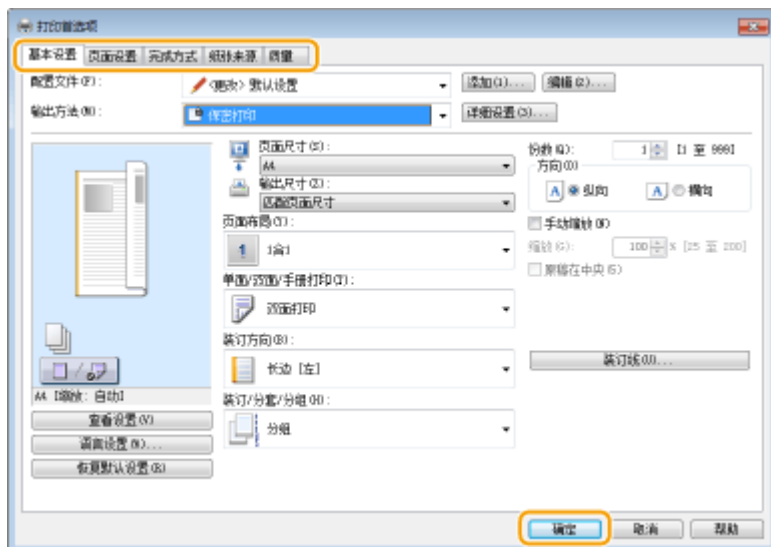 打印首选项
基本设置 页面设置 完成方式 纸张来源 质量
配置文件(F): <更改> 默认设置 添加(1)... 编辑(2)...
输出方法(M): 保密打印 详细设置(3)...
页面尺寸(S):
A4
输出尺寸(Z):
匹配页面尺寸
份数(Q): 1 [1 至 999]
方向(O)
A 纵向 A 横向
页面布局(Y):
1 1合1
手动缩放(W)
缩放(G): 100 % [25 至 200]
原稿在中央(5)
单面/双面/手册打印(T):
双面打印
装订方向(B):
长边 [左]
装订线(U)...
装订/分套/分组(H):
分组
A4 [缩放: 自动]
查看设置(V)
语言设置(N)...
恢复默认设置(R)
确定 取消 帮助